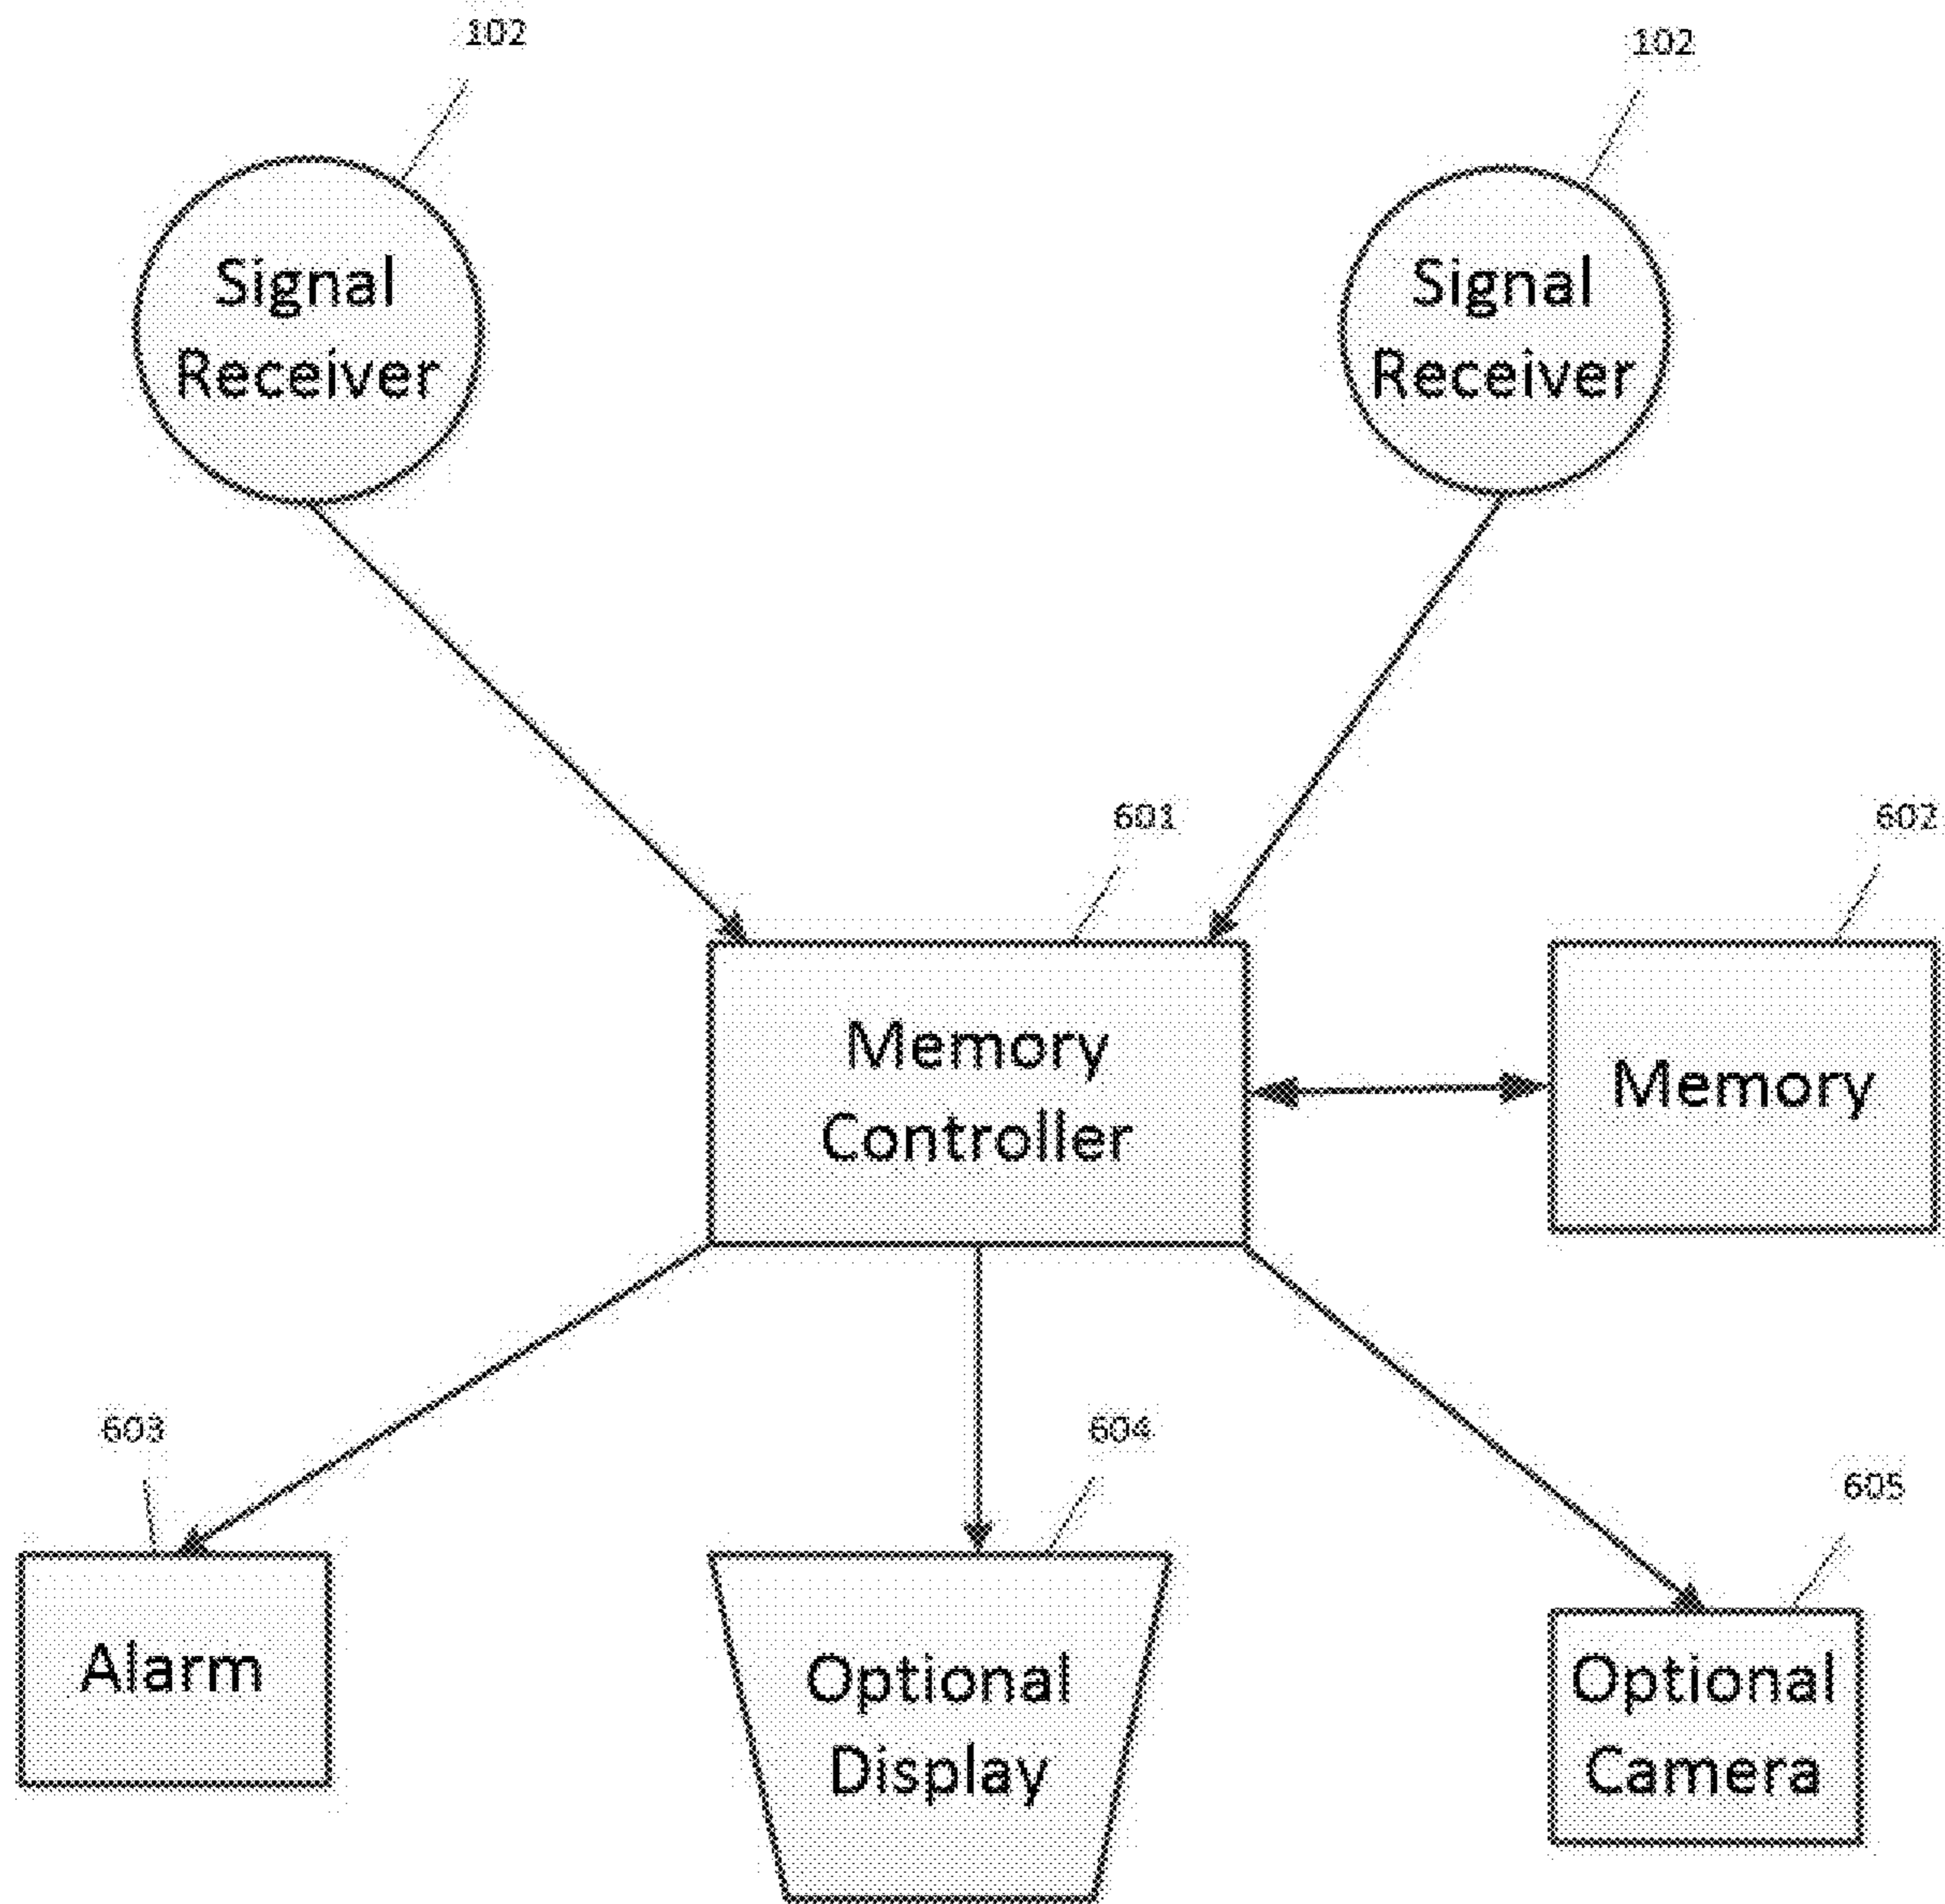 102
102
Signal
Receiver
Signal
Receiver
601
602
Memory
Controller
Memory
603
604
605
Alarm
Optional
Display
Optional
Camera